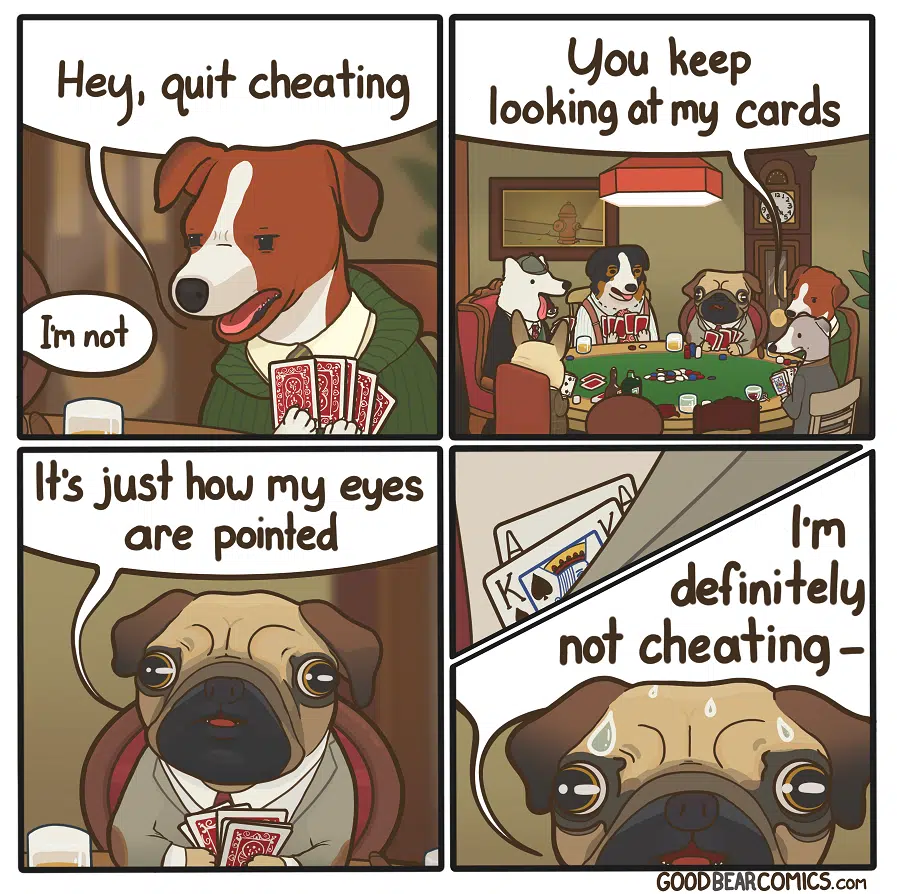 Hey, quit cheating
I'm not
You keep
looking at my cards
It's just how my eyes
are pointed
A
A
K
K
I'm
definitely
not cheating –
GOODBEARCOMICS.com